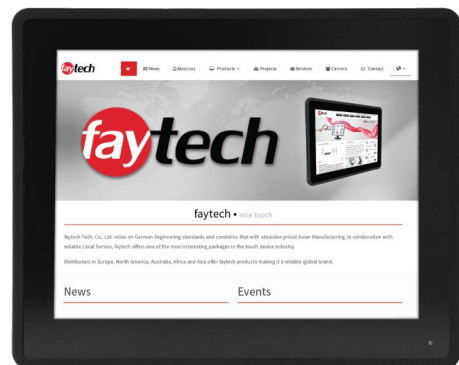 faytech
News
About us
Products
Projects
Services
Careers
Contact
faytech
faytech • nice touch
faytech Tech. Co., Ltd. relies on German Engineering standards and combines that with attractive priced Asian Manufacturing. In combination with
reliable Local Service, faytech offers one of the most interesting packages in the touch device industry.
Distributors in Europe, North America, Australia, Africa and Asia offer faytech products making it a reliable global brand.
News Events